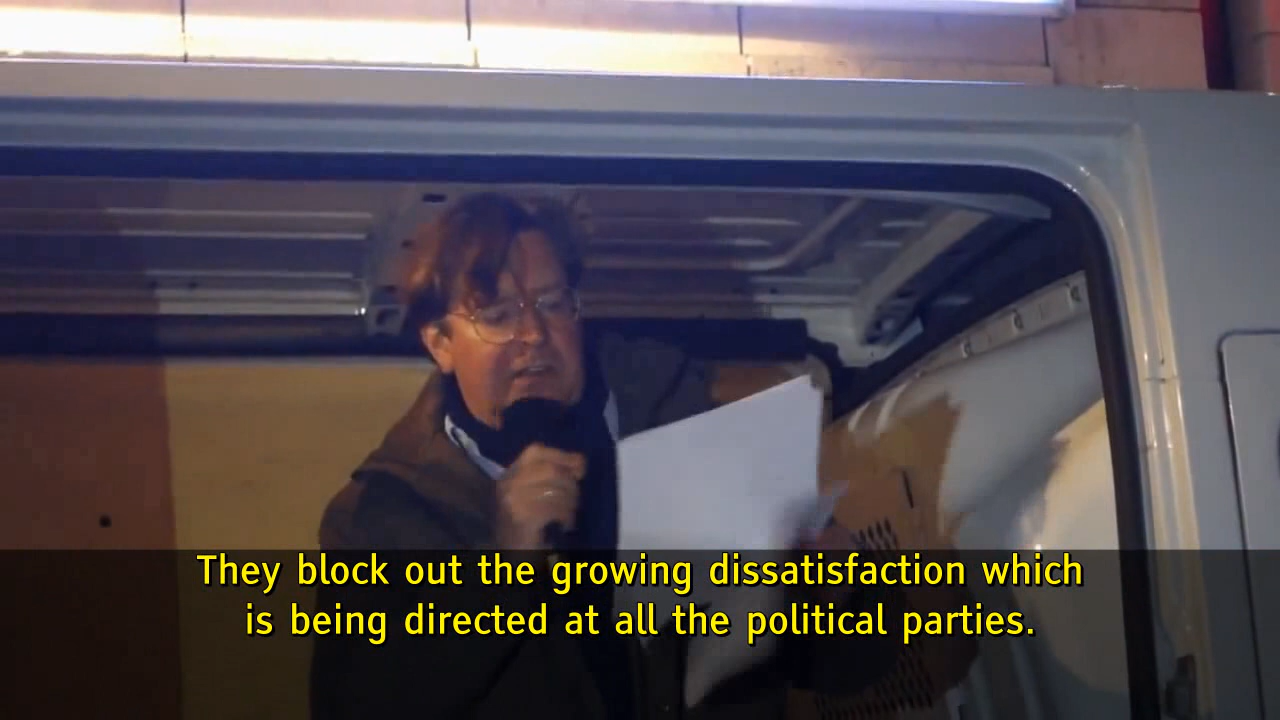 They block out the growing dissatisfaction which
is being directed at all the political parties.